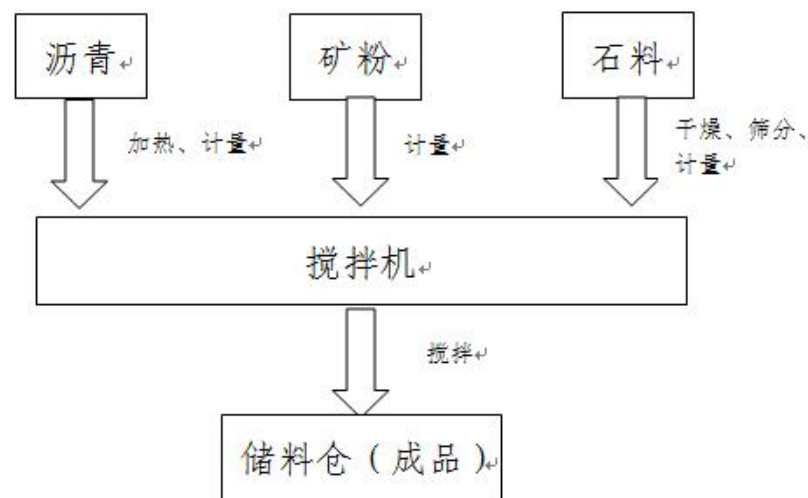 沥青
矿粉
石料
加热、计量
计量
干燥、筛分、
计量
搅拌机
搅拌
储料仓（成品）